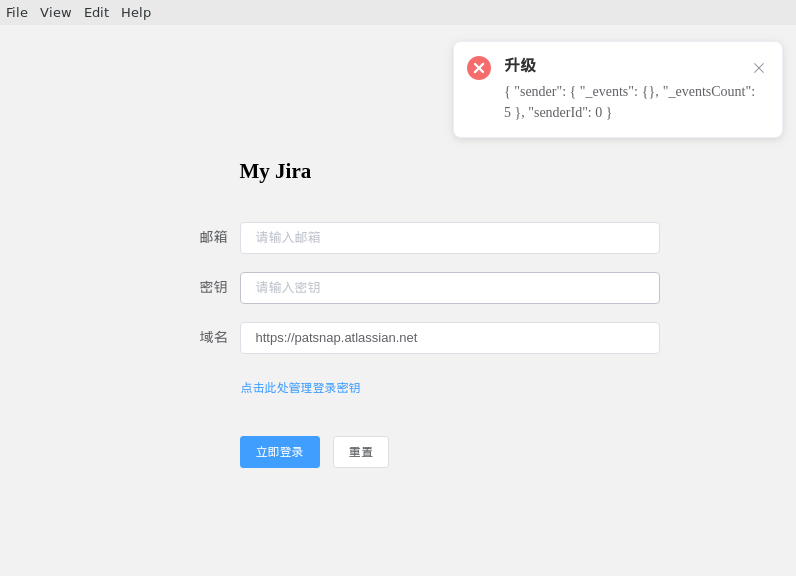 File View Edit Help
升级
{ "sender": { "_events": {}, "_eventsCount":
5 }, "senderId": 0 }
My Jira
邮箱 请输入邮箱
密钥 请输入密钥
域名 https://patsnap.atlassian.net
点击此处管理登录密钥
立即登录 重置